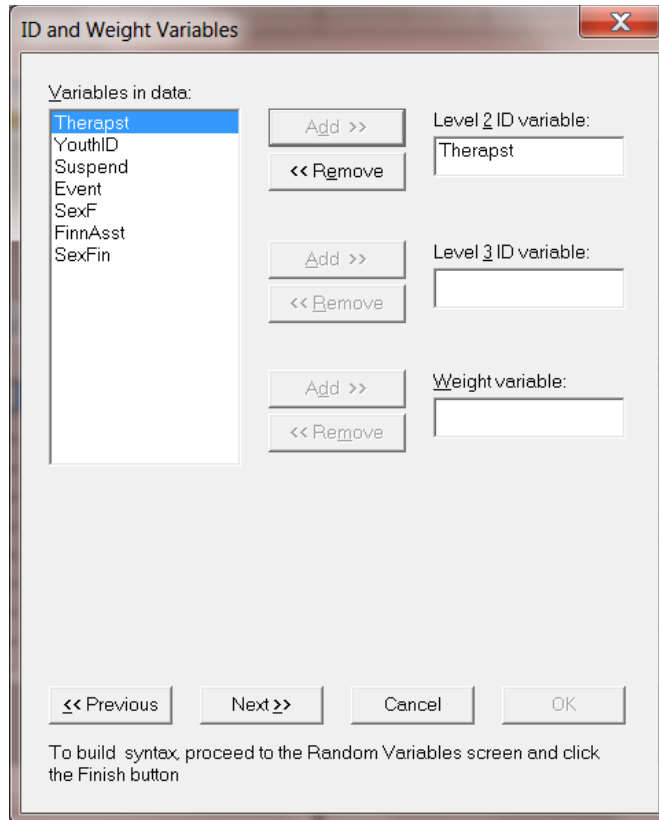 ID and Weight Variables
X
Variables in data:
Therapst
YouthID
Suspend
Event
SexF
FinnAsst
SexFin
Add >>
<< Remove
Level 2 ID variable:
Therapst
Add >>
<< Remove
Level 3 ID variable:
Add >>
<< Remove
Weight variable:
<< Previous
Next >>
Cancel
OK
To build syntax, proceed to the Random Variables screen and click
the Finish button